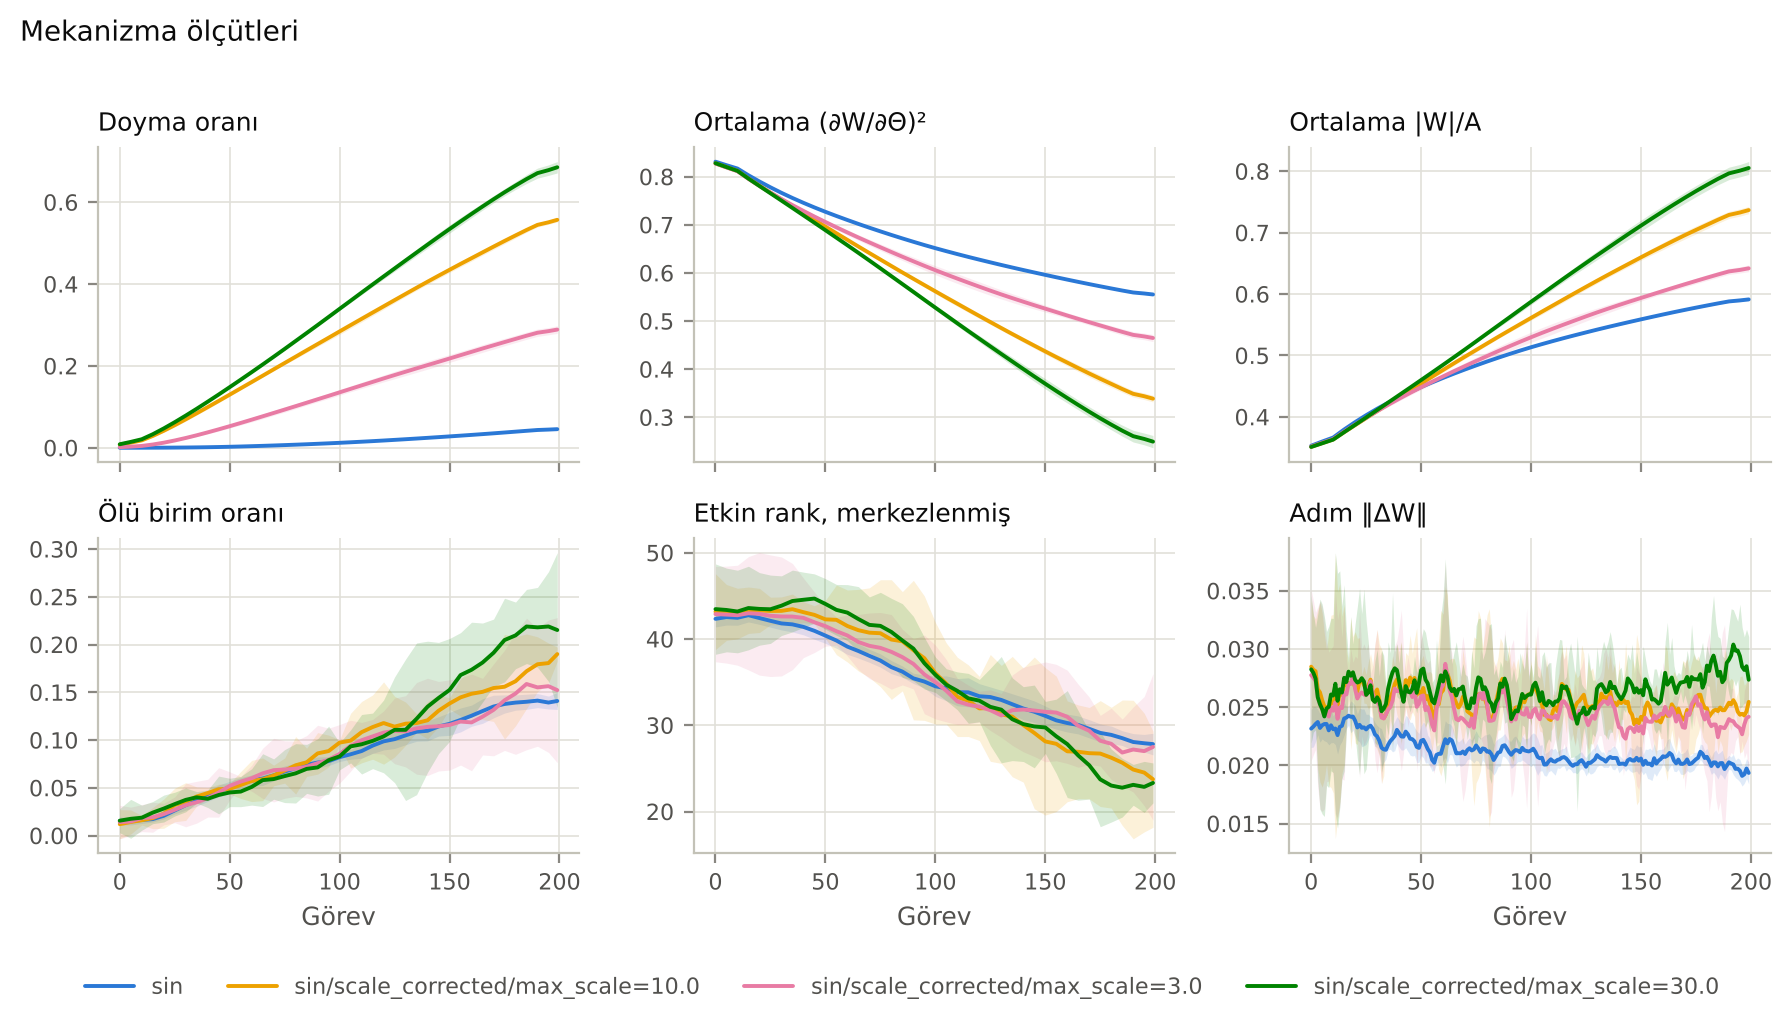 Mekanizma ölçütleri
Doyma oranı
0.6
0.4
0.2
0.0
Ortalama (∂W/∂Θ)²
0.8
0.7
0.6
0.5
0.4
0.3
Ortalama |W|/A
0.8
0.7
0.6
0.5
0.4
Ölü birim oranı
0.30
0.25
0.20
0.15
0.10
0.05
0.00
0 50 100 150 200
Görev
Etkin rank, merkezlenmiş
50
40
30
20
0 50 100 150 200
Görev
Adım ‖ΔW‖
0.035
0.030
0.025
0.020
0.015
0 50 100 150 200
Görev
sin sin/scale_corrected/max_scale=10.0 sin/scale_corrected/max_scale=3.0 sin/scale_corrected/max_scale=30.0